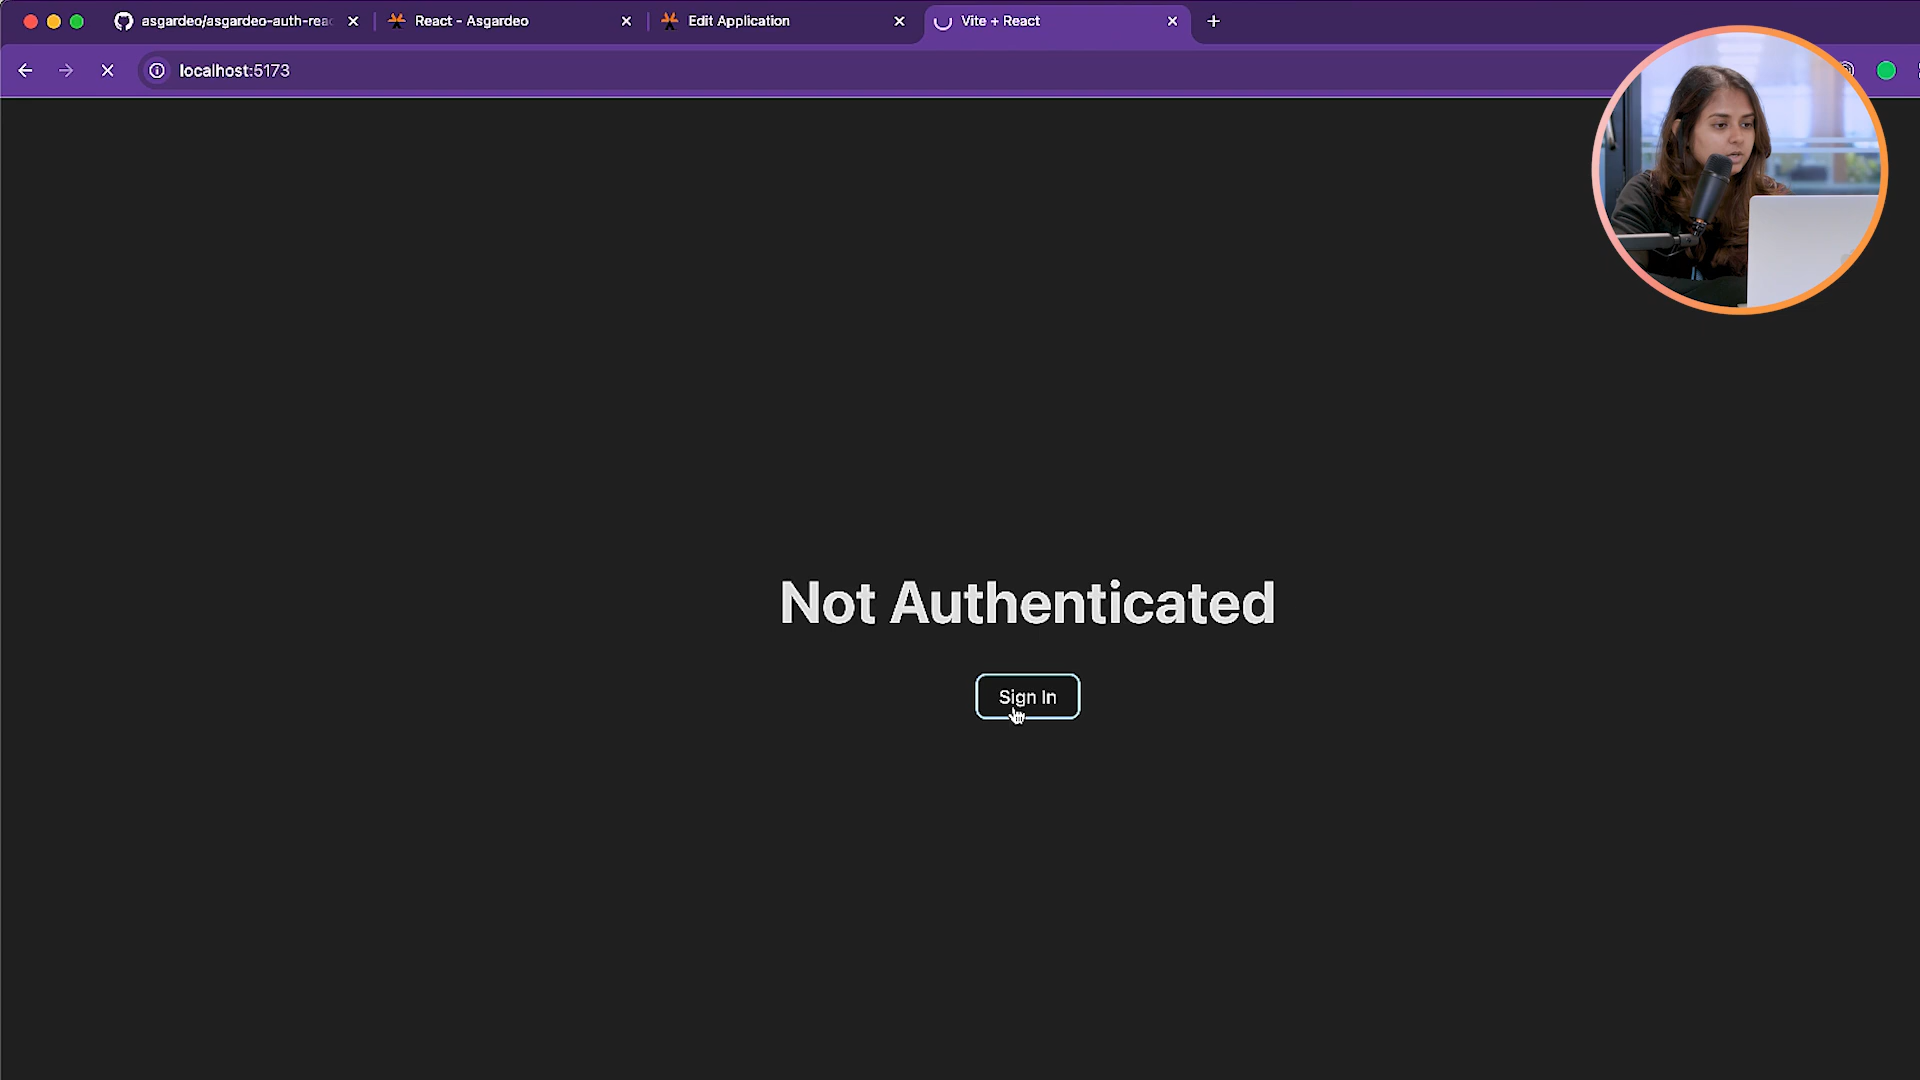 asgardeo/asgardeo-auth-reac
React - Asgardeo
Edit Application
Vite + React
localhost:5173
Not Authenticated
Sign In